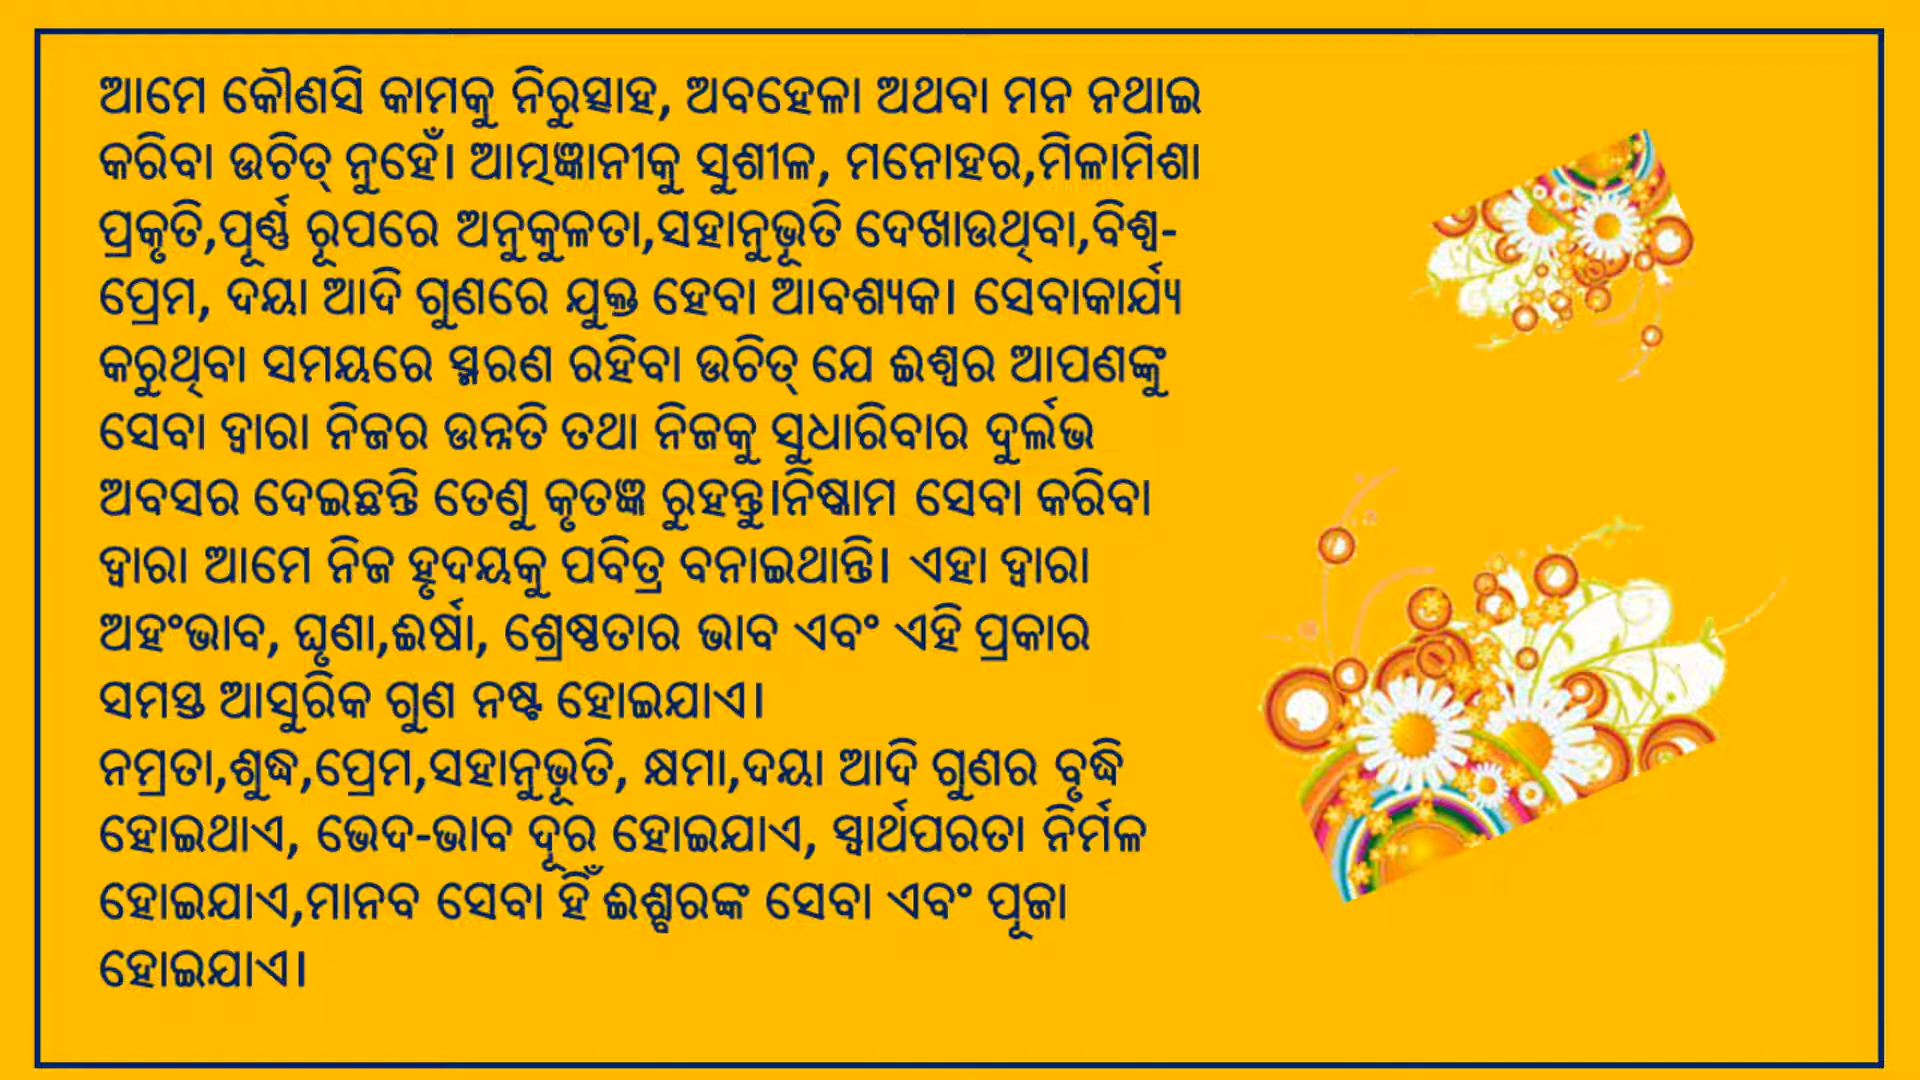 ଆମେ କୌଣସି କାମକୁ ନିରୁତ୍ସାହ, ଅବହେଳା ଅଥବା ମନ ନଥାଇ
କରିବା ଉଚିତ୍ ନୁହେଁ। ଆତ୍ମଜ୍ଞାନୀକୁ ସୁଶୀଳ, ମନୋହର,ମିଳାମିଶା
ପ୍ରକୃତି,ପୂର୍ଣ୍ଣ ରୂପରେ ଅନୁକୁଳତା,ସହାନୁଭୂତି ଦେଖାଉଥିବା,ବିଶ୍ୱ-
ପ୍ରେମ, ଦୟା ଆଦି ଗୁଣରେ ଯୁକ୍ତ ହେବା ଆବଶ୍ୟକ। ସେବାକାର୍ଯ୍ୟ
କରୁଥିବା ସମୟରେ ସ୍ମରଣ ରହିବା ଉଚିତ୍ ଯେ ଈଶ୍ୱର ଆପଣଙ୍କୁ
ସେବା ଦ୍ୱାରା ନିଜର ଉନ୍ନତି ତଥା ନିଜକୁ ସୁଧାରିବାର ଦୁର୍ଲଭ
ଅବସର ଦେଇଛନ୍ତି ତେଣୁ କୃତଜ୍ଞ ରୁହନ୍ତୁ।ନିଷ୍କାମ ସେବା କରିବା
ଦ୍ୱାରା ଆମେ ନିଜ ହୃଦୟକୁ ପବିତ୍ର ବନାଇଥାନ୍ତି। ଏହା ଦ୍ୱାରା
ଅହଂଭାବ, ଘୃଣା,ଈର୍ଷା, ଶ୍ରେଷ୍ଠତାର ଭାବ ଏବଂ ଏହି ପ୍ରକାର
ସମସ୍ତ ଆସୁରିକ ଗୁଣ ନଷ୍ଟ ହୋଇଯାଏ।
ନମ୍ରତା,ଶୁଦ୍ଧ,ପ୍ରେମ,ସହାନୁଭୂତି, କ୍ଷମା,ଦୟା ଆଦି ଗୁଣର ବୃଦ୍ଧି
ହୋଇଥାଏ, ଭେଦ-ଭାବ ଦୂର ହୋଇଯାଏ, ସ୍ୱାର୍ଥପରତା ନିର୍ମଳ
ହୋଇଯାଏ,ମାନବ ସେବା ହିଁ ଈଶ୍ବରଙ୍କ ସେବା ଏବଂ ପୂଜା
ହୋଇଯାଏ।